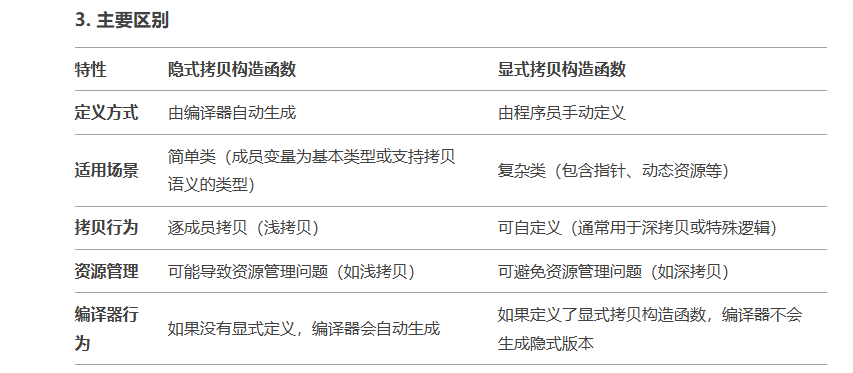 3. 主要区别
特性 隐式拷贝构造函数 显式拷贝构造函数
定义方式 由编译器自动生成 由程序员手动定义
适用场景 简单类（成员变量为基本类型或支持拷贝
语义的类型） 复杂类（包含指针、动态资源等）
拷贝行为 逐成员拷贝（浅拷贝） 可自定义（通常用于深拷贝或特殊逻辑）
资源管理 可能导致资源管理问题（如浅拷贝） 可避免资源管理问题（如深拷贝）
编译器行
为 如果没有显式定义，编译器会自动生成 如果定义了显式拷贝构造函数，编译器不会
生成隐式版本